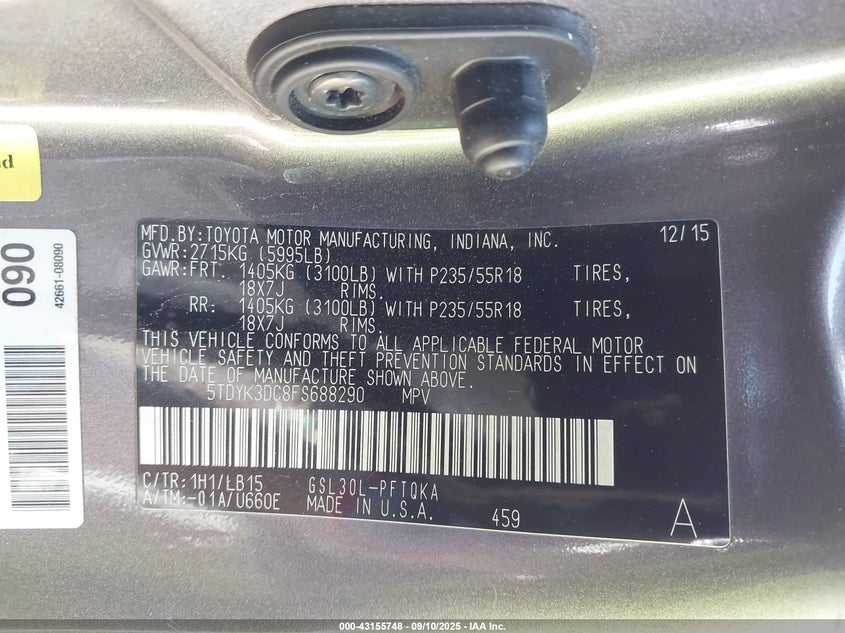 nd
090
42661-08090
MFD.BY:TOYOTA MOTOR MANUFACTURING, INDIANA, INC. 12/15
GVWR:2715KG (5995LB)
GAWR:FRT. 1405KG (3100LB) WITH P235/55R18 TIRES,
18X7J RIMS.
RR: 1405KG (3100LB) WITH P235/55R18 TIRES,
18X7J RIMS.
THIS VEHICLE CONFORMS TO ALL APPLICABLE FEDERAL MOTOR
VEHICLE SAFETY AND THEFT PREVENTION STANDARDS IN EFFECT ON
THE DATE OF MANUFACTURE SHOWN ABOVE.
5TDYK3DC8FS688290 MPV
C/TR:1H1/LB15 GSL30L-PFTQKA
A/TM:-01A/U660E MADE IN U.S.A. 459 A
000-43155748 - 09/10/2025 - IAA Inc.